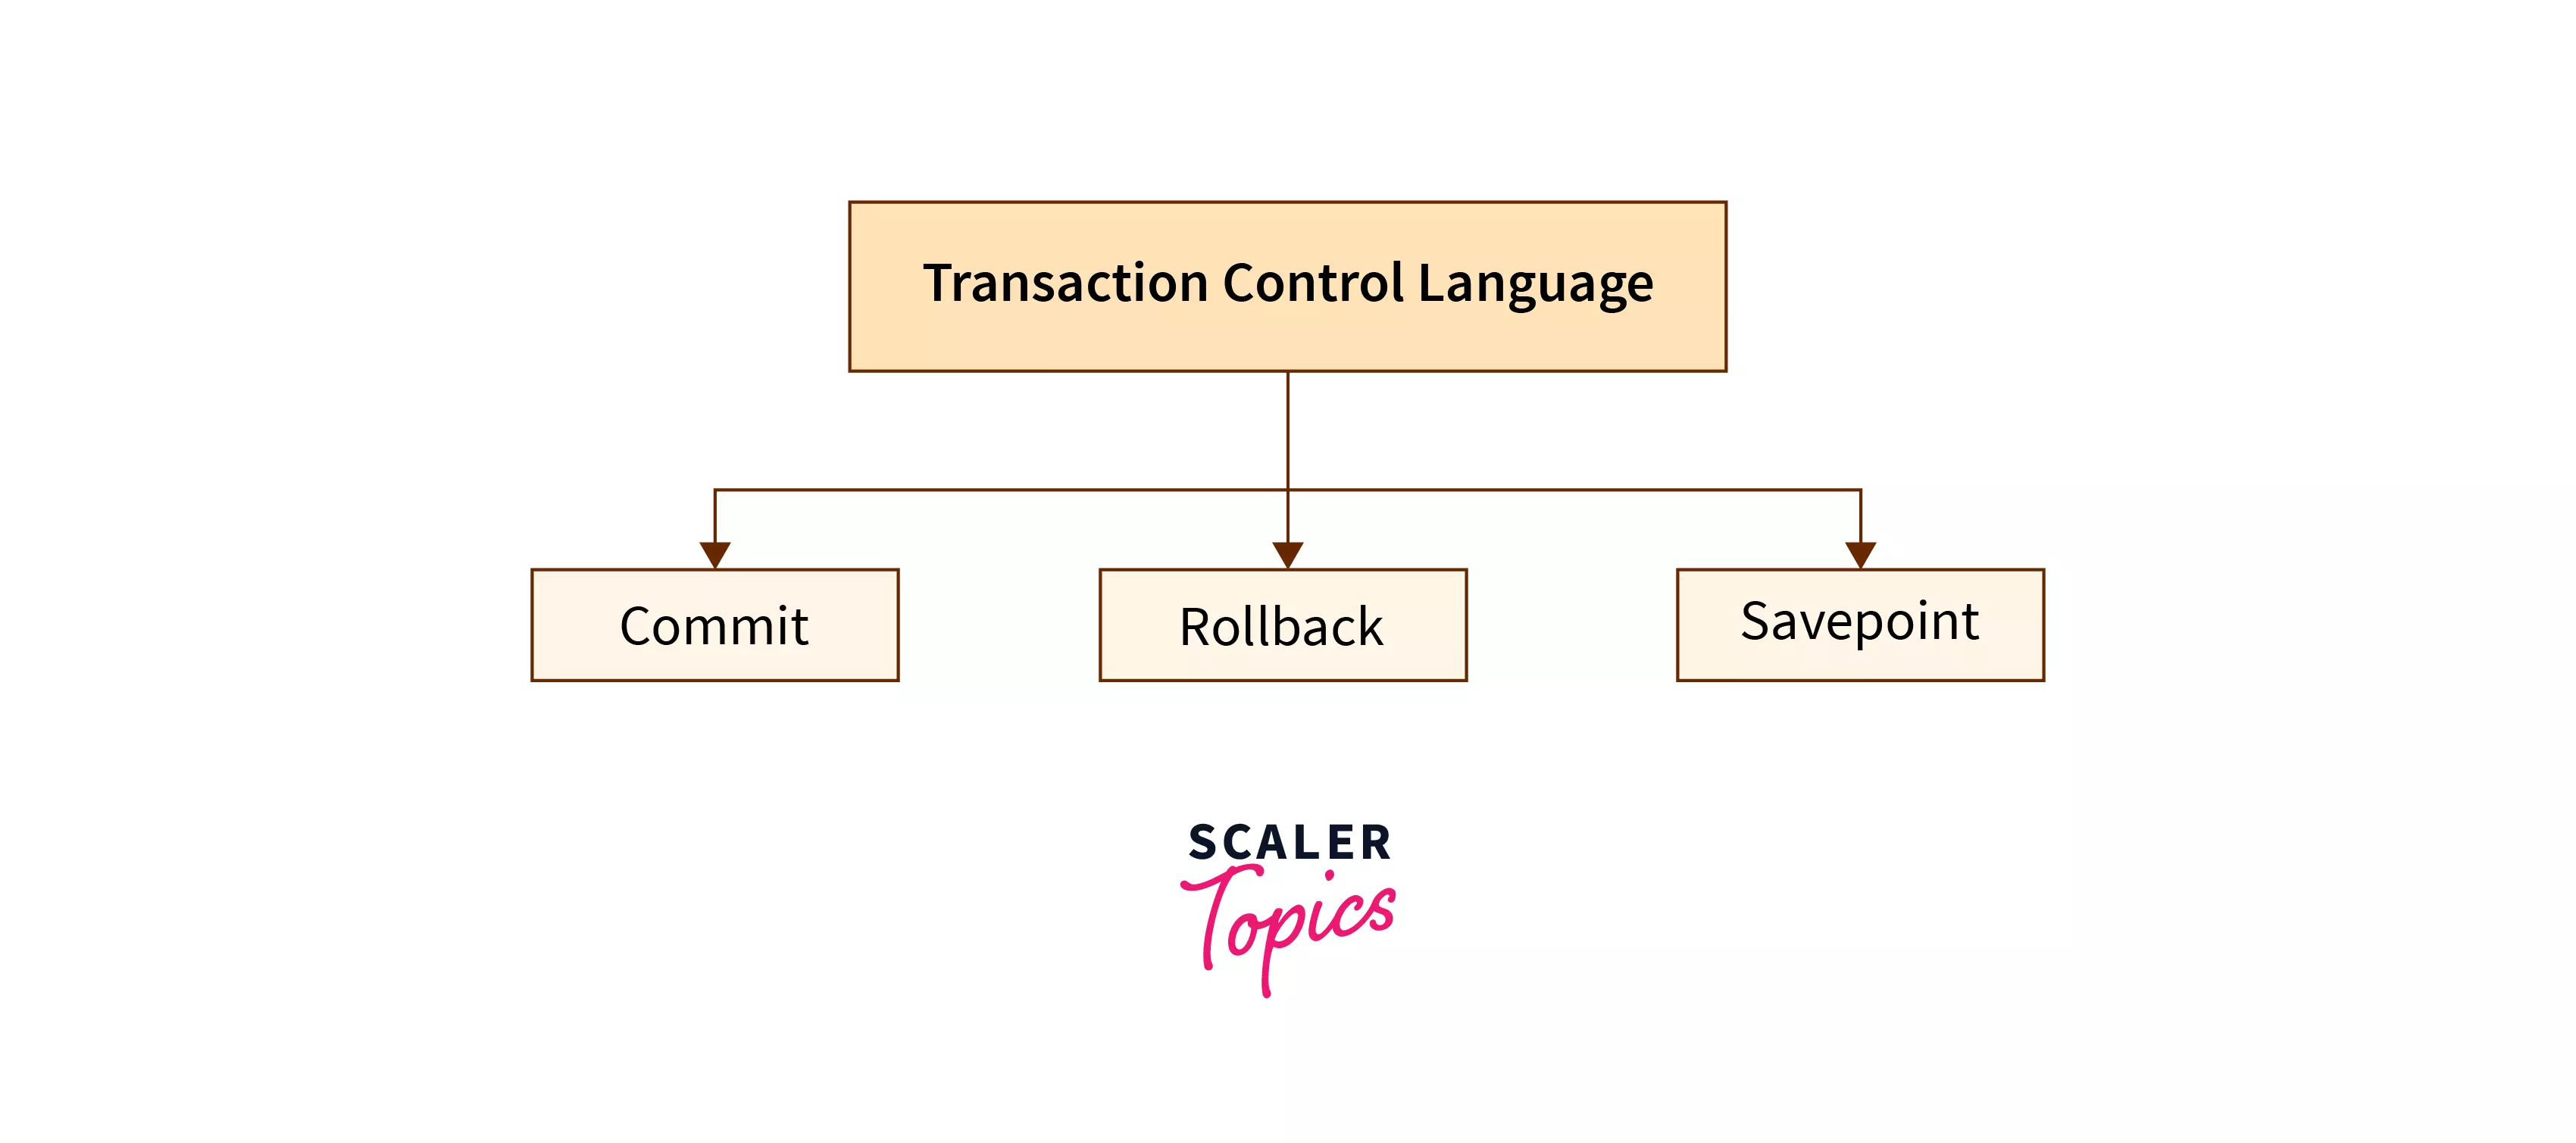 Transaction Control Language
Commit
Rollback
Savepoint
SCALER
Topics